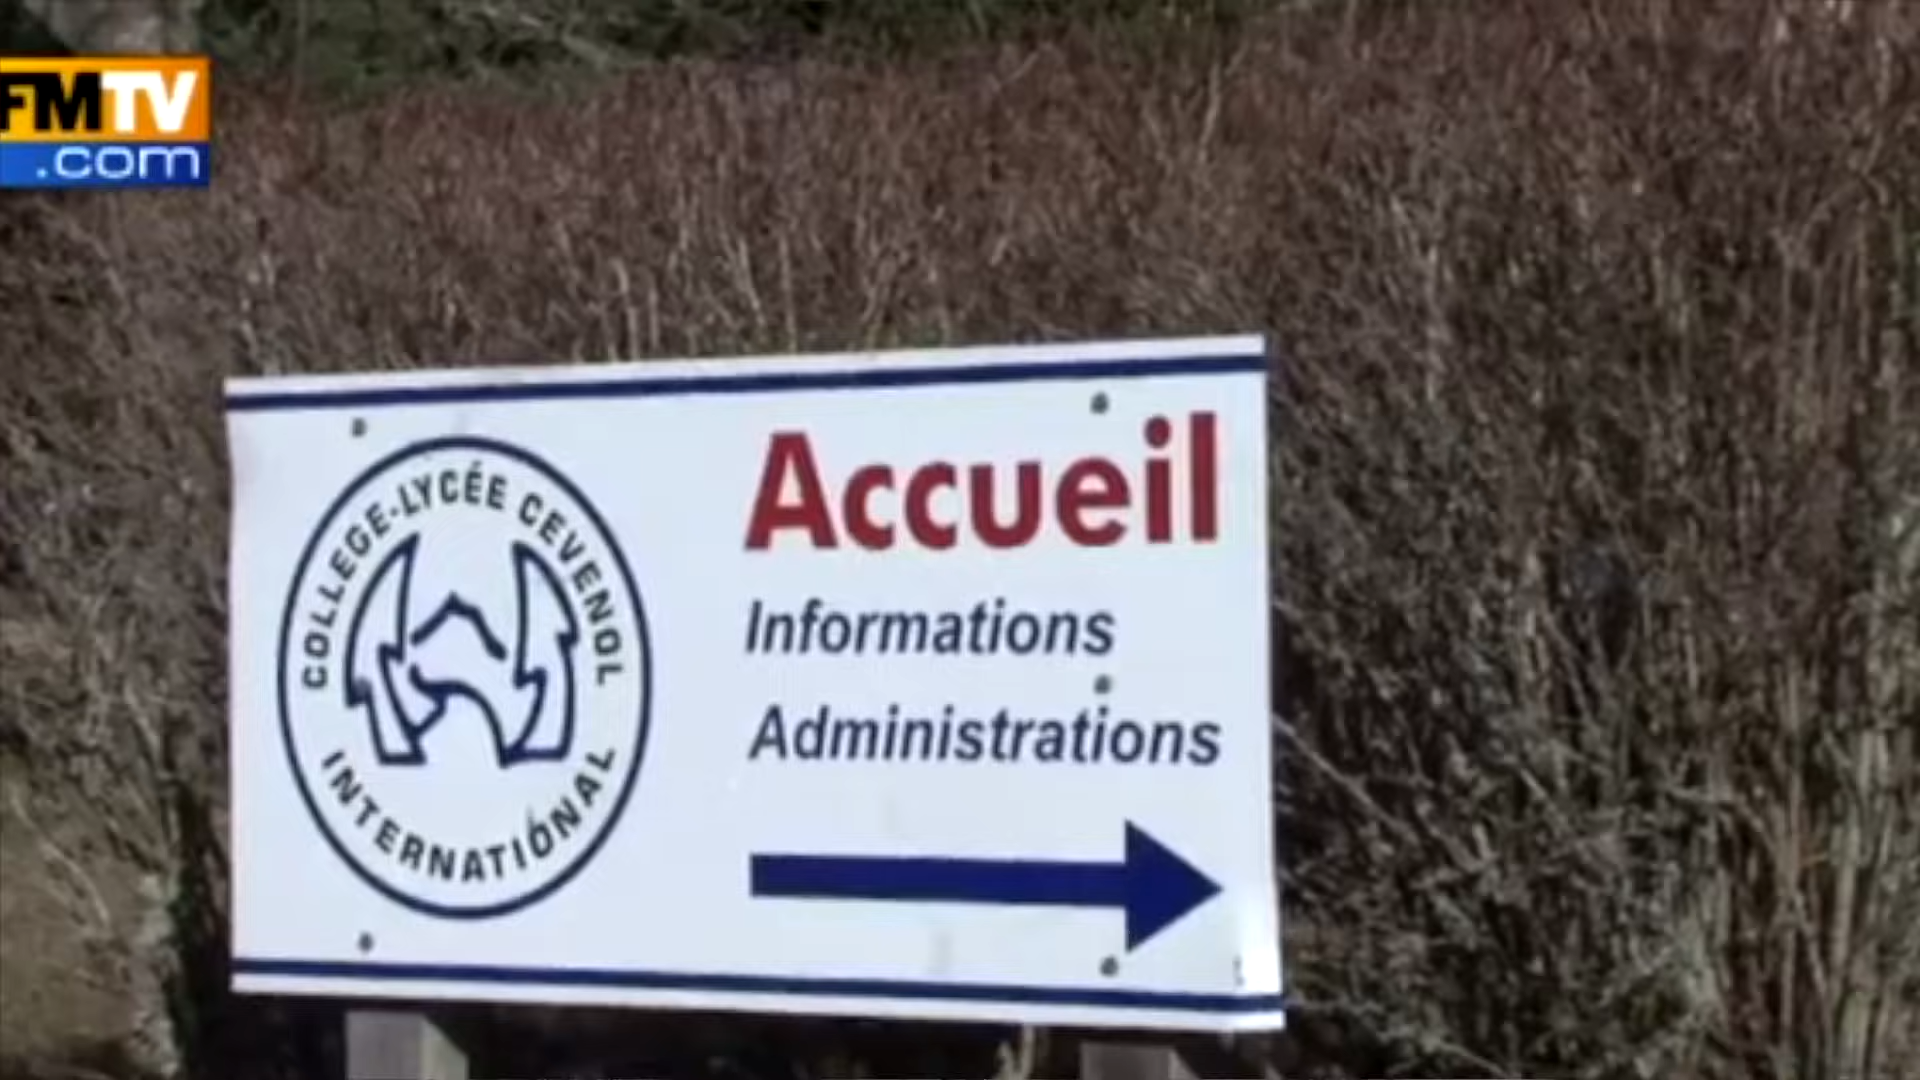 FMTV
.com
COLLEGE-LYCÉE CEVENOL
INTERNATIONAL
Accueil
Informations
Administrations